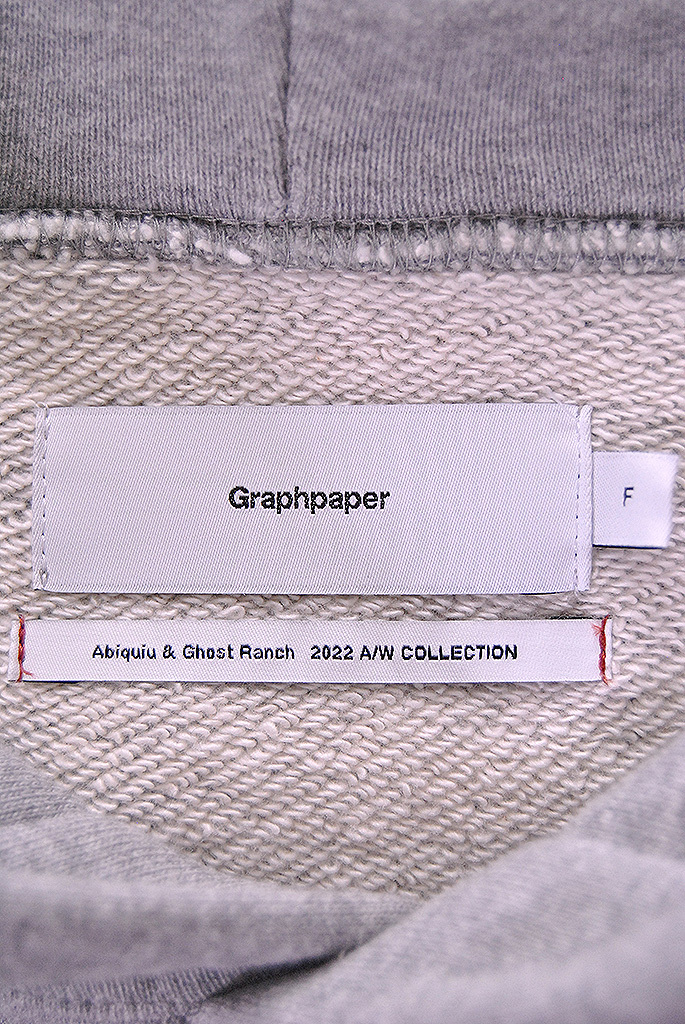 Graphpaper
F
Abiquiu & Ghost Ranch 2022 A/W COLLECTION